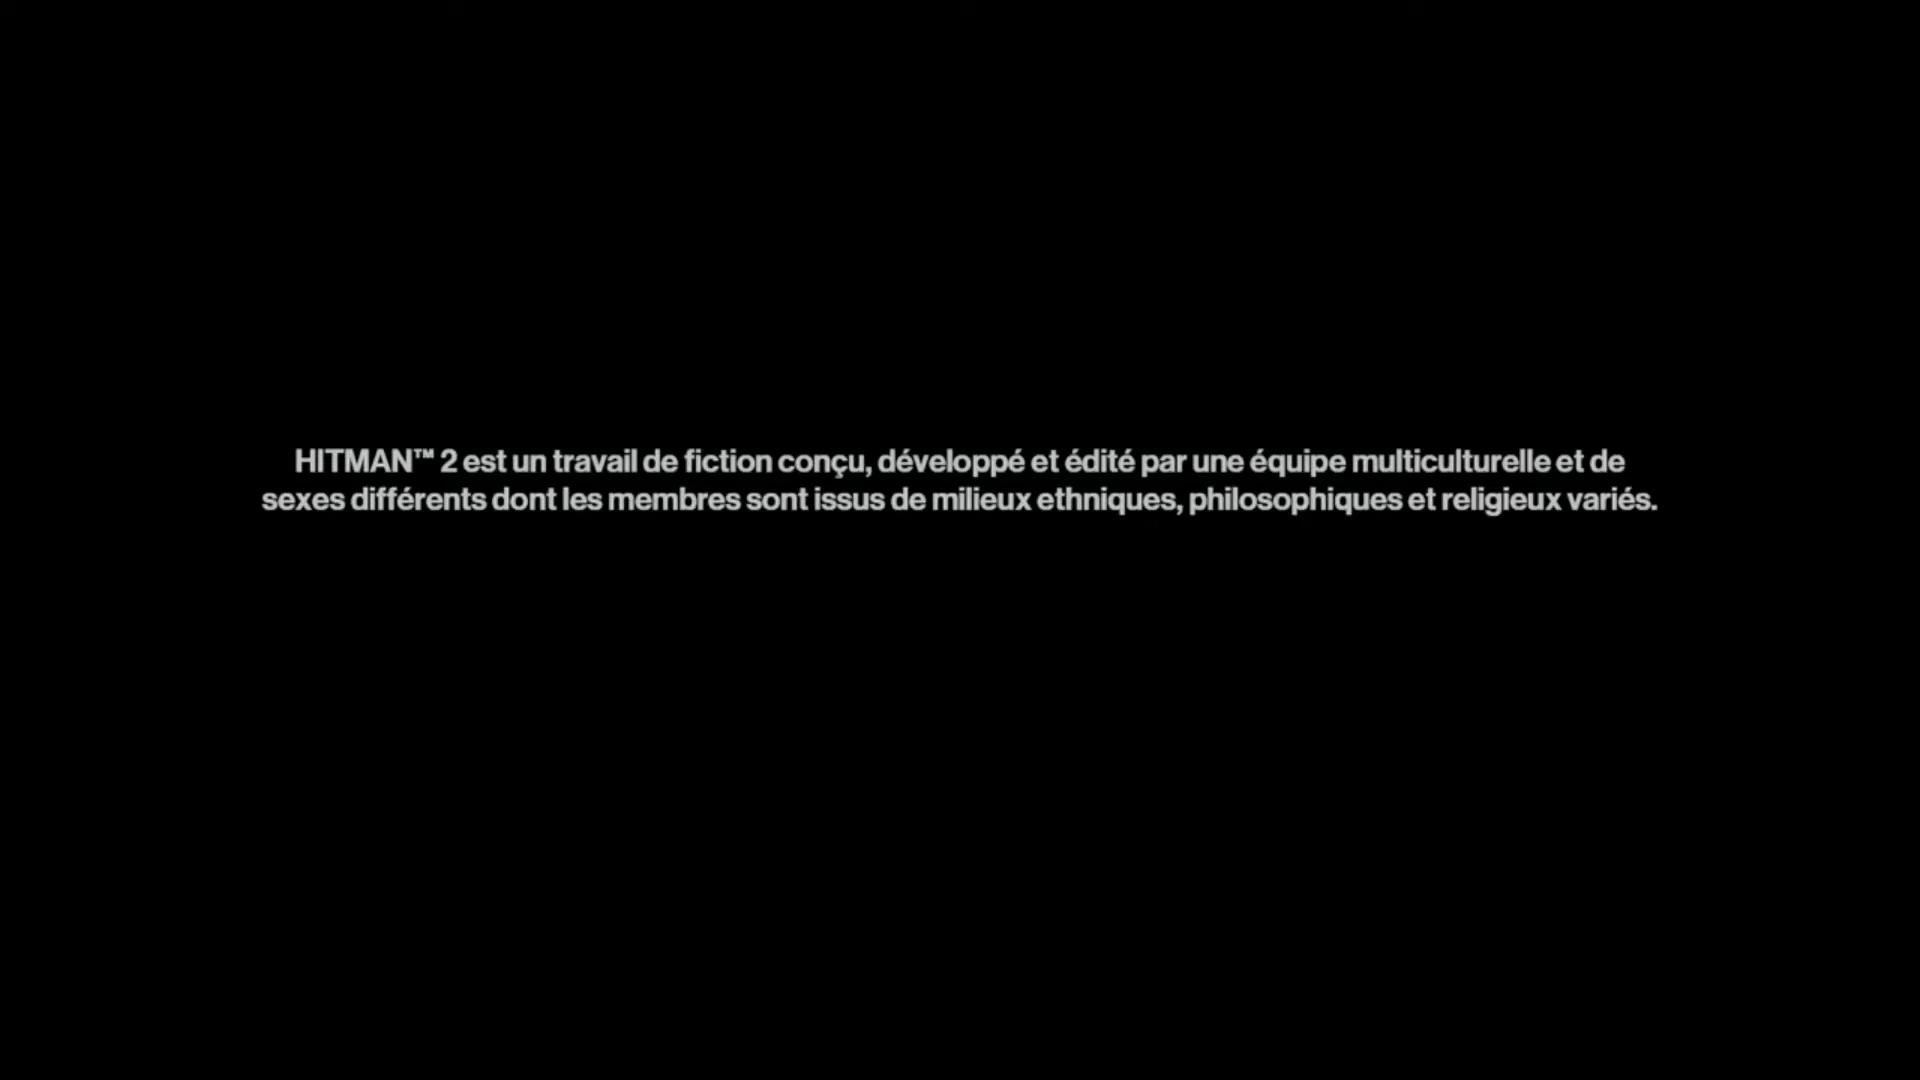 HITMAN™ 2 est un travail de fiction conçu, développé et édité par une équipe multiculturelle et de
sexes différents dont les membres sont issus de milieux ethniques, philosophiques et religieux variés.